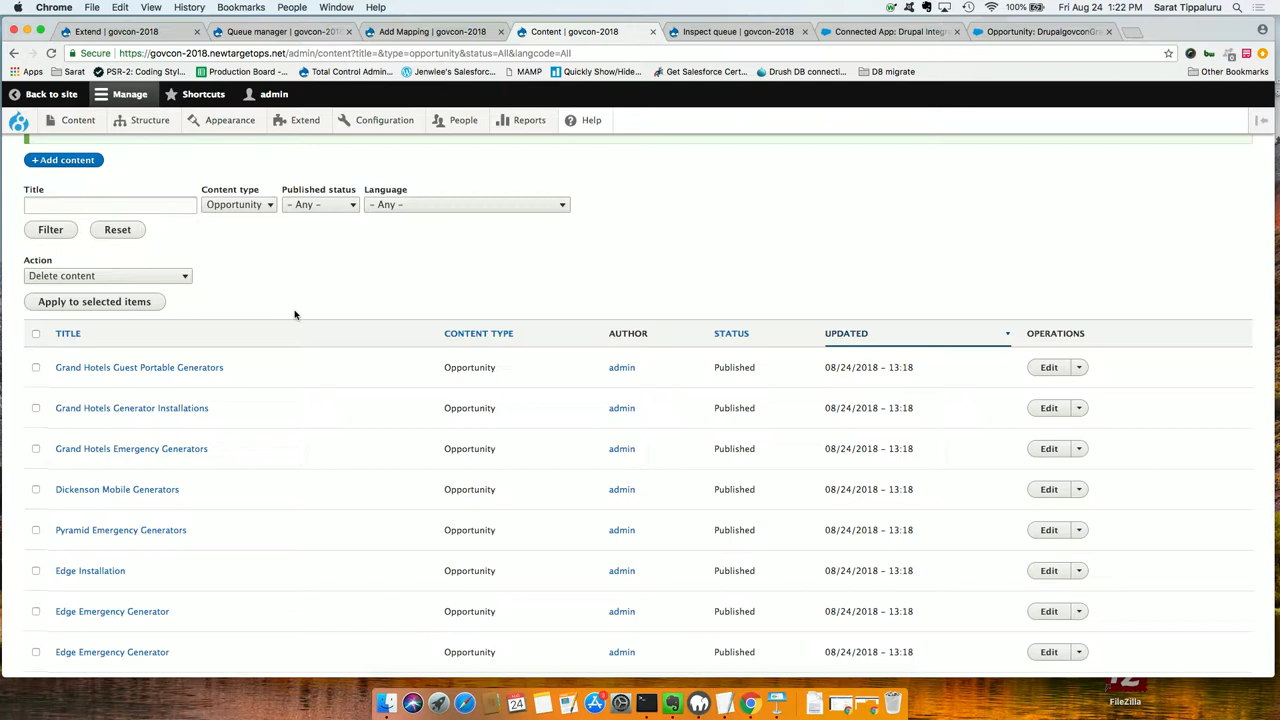 Chrome File Edit View History Bookmarks People Window Help 100% Fri Aug 24 1:22 PM Sarat Tippaluru
Extend | govcon-2018 Queue manager | govcon-2018 Add Mapping | govcon-2018 Content | govcon-2018 Inspect queue | govcon-2018 Connected App: Drupal Integra Opportunity: DrupalgovconGra
Secure https://govcon-2018.newtargetops.net/admin/content?title=&type=opportunity&status=All&langcode=All
Apps Sarat PSR-2: Coding Styl... Production Board -... Total Control Admin... Jenwlee's Salesforc... MAMP Quickly Show/Hide... Get Salesforce Cert... Drush DB connecti... D8 migrate Other Bookmarks
Back to site Manage Shortcuts admin
Content Structure Appearance Extend Configuration People Reports Help
+ Add content
Title Content type Published status Language
Opportunity - Any - - Any -
Filter Reset
Action
Delete content
Apply to selected items
TITLE CONTENT TYPE AUTHOR STATUS UPDATED OPERATIONS
Grand Hotels Guest Portable Generators Opportunity admin Published 08/24/2018 - 13:18 Edit
Grand Hotels Generator Installations Opportunity admin Published 08/24/2018 - 13:18 Edit
Grand Hotels Emergency Generators Opportunity admin Published 08/24/2018 - 13:18 Edit
Dickenson Mobile Generators Opportunity admin Published 08/24/2018 - 13:18 Edit
Pyramid Emergency Generators Opportunity admin Published 08/24/2018 - 13:18 Edit
Edge Installation Opportunity admin Published 08/24/2018 - 13:18 Edit
Edge Emergency Generator Opportunity admin Published 08/24/2018 - 13:18 Edit
Edge Emergency Generator Opportunity admin Published 08/24/2018 - 13:18 Edit
24
FileZilla